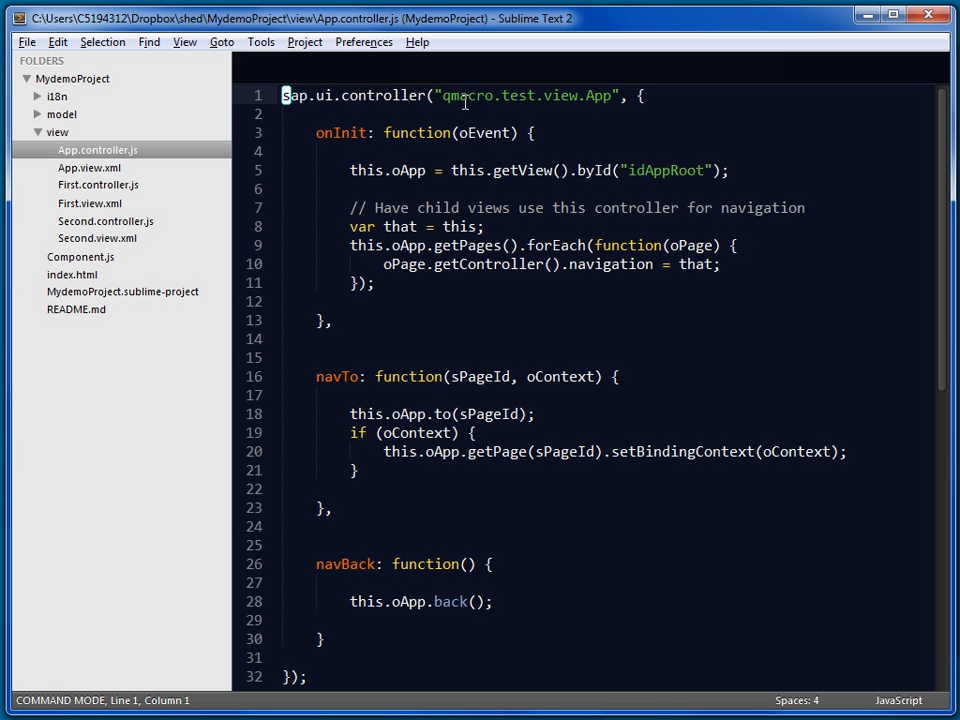 C:\Users\C5194312\Dropbox\shed\MydemoProject\view\App.controller.js (MydemoProject) - Sublime Text 2
File Edit Selection Find View Goto Tools Project Preferences Help
FOLDERS
MydemoProject
i18n
model
view
App.controller.js
App.view.xml
First.controller.js
First.view.xml
Second.controller.js
Second.view.xml
Component.js
index.html
MydemoProject.sublime-project
README.md
1 sap.ui.controller("qmacro.test.view.App", {
2
3 onInit: function(oEvent) {
4
5 this.oApp = this.getView().byId("idAppRoot");
6
7 // Have child views use this controller for navigation
8 var that = this;
9 this.oApp.getPages().forEach(function(oPage) {
10 oPage.getController().navigation = that;
11 });
12
13 },
14
15
16 navTo: function(sPageId, oContext) {
17
18 this.oApp.to(sPageId);
19 if (oContext) {
20 this.oApp.getPage(sPageId).setBindingContext(oContext);
21 }
22
23 },
24
25
26 navBack: function() {
27
28 this.oApp.back();
29
30 }
31
32 });
COMMAND MODE, Line 1, Column 1 Spaces: 4 JavaScript